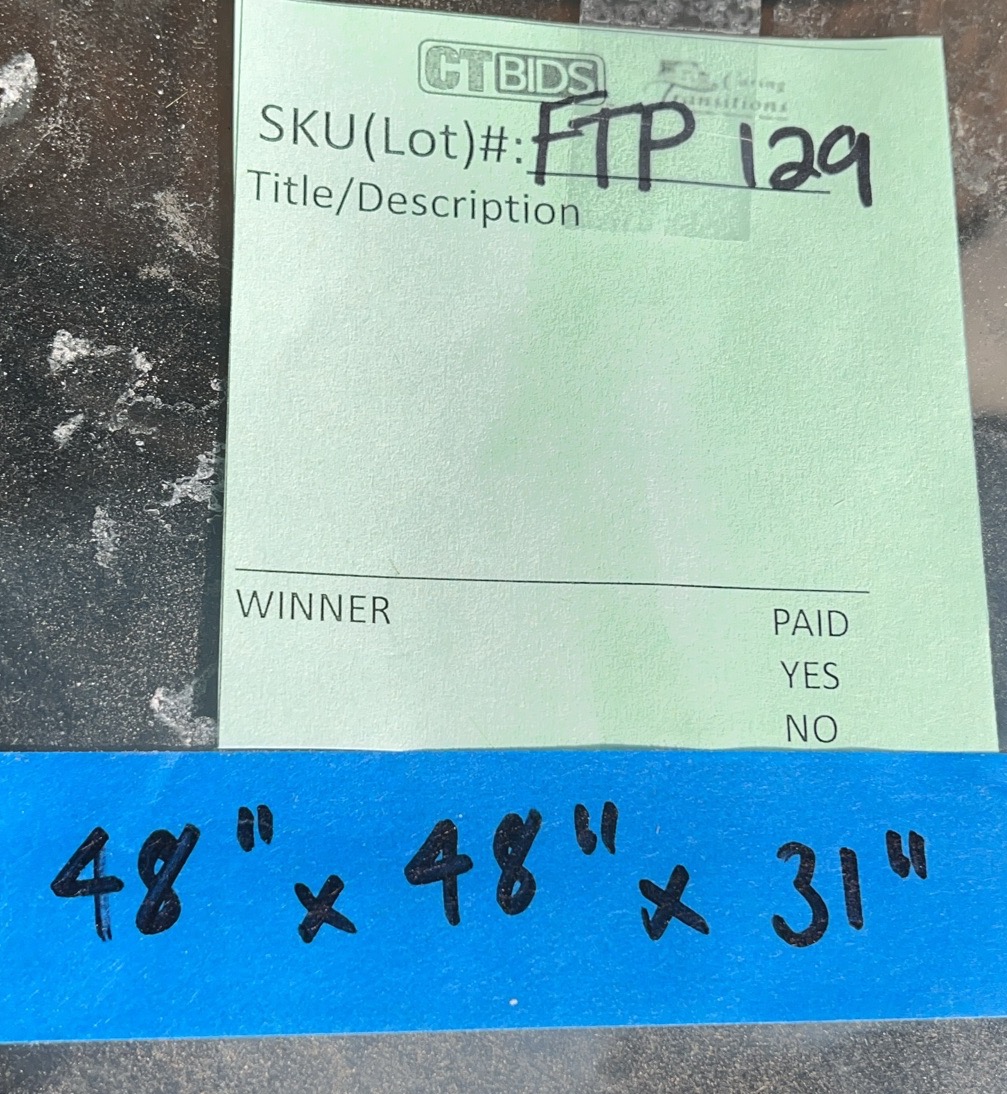 CTBIDS Caring
Transitions
SKU(Lot)#: FTP 129
Title/Description
WINNER PAID
YES
NO
48" x 48" x 31"